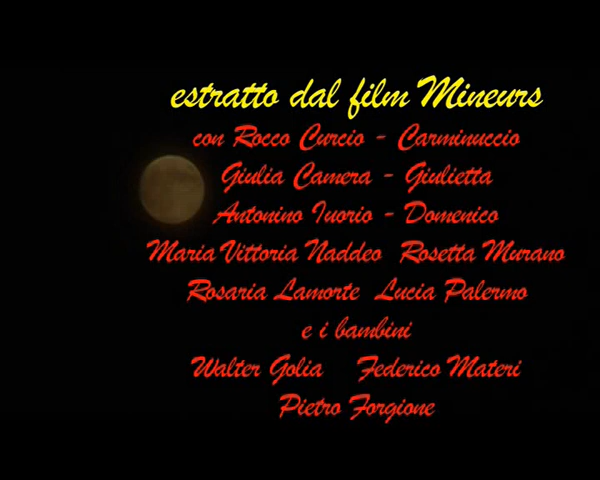 estratto dal film Mineurs
con Rocco Curcio - Carminuccio
Giulia Camera - Giulietta
Antonino Iuorio - Domenico
Maria Vittoria Naddeo Rosetta Murano
Rosaria Lamorte Lucia Palermo
e i bambini
Walter Golia Federico Materi
Pietro Forgione